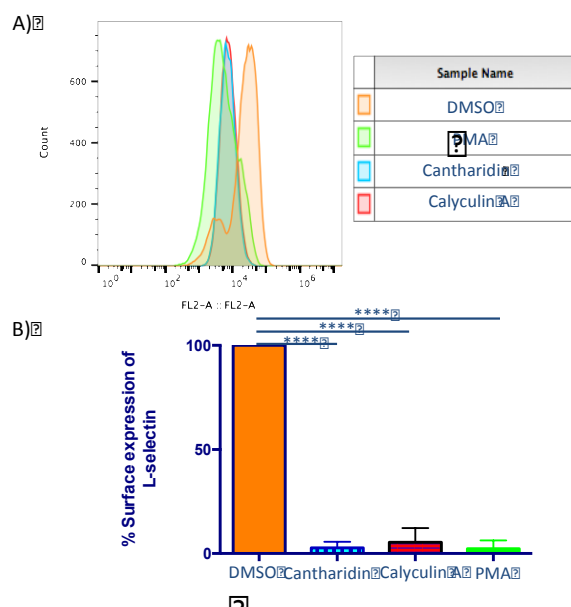 A)
Sample Name
DMSO
PMA
Cantharidin
Calyculin A
Count
600
400
200
0
10^0 10^2 10^4 10^6
FL2-A :: FL2-A
B)
****
****
****
% Surface expression of
L-selectin
100
50
0
DMSO Cantharidin Calyculin A PMA